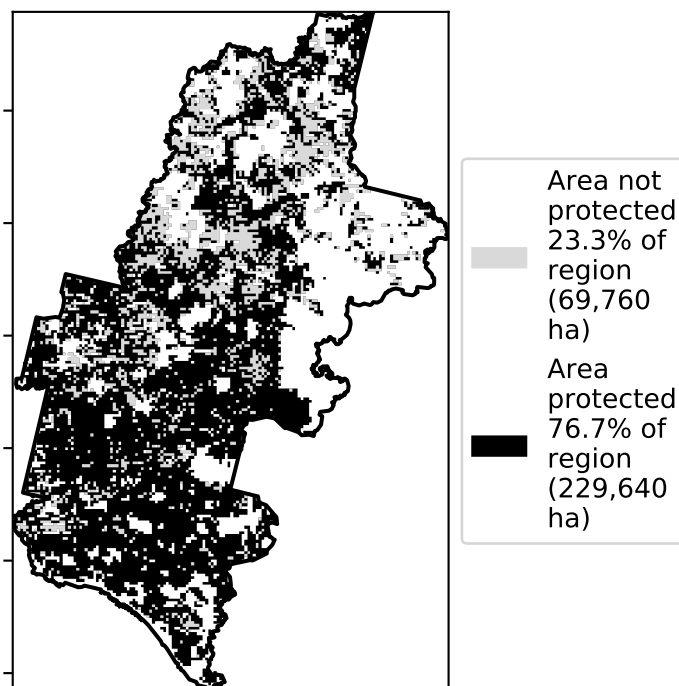 Area not
protected
23.3% of
region
(69,760
ha)
Area
protected
76.7% of
region
(229,640
ha)